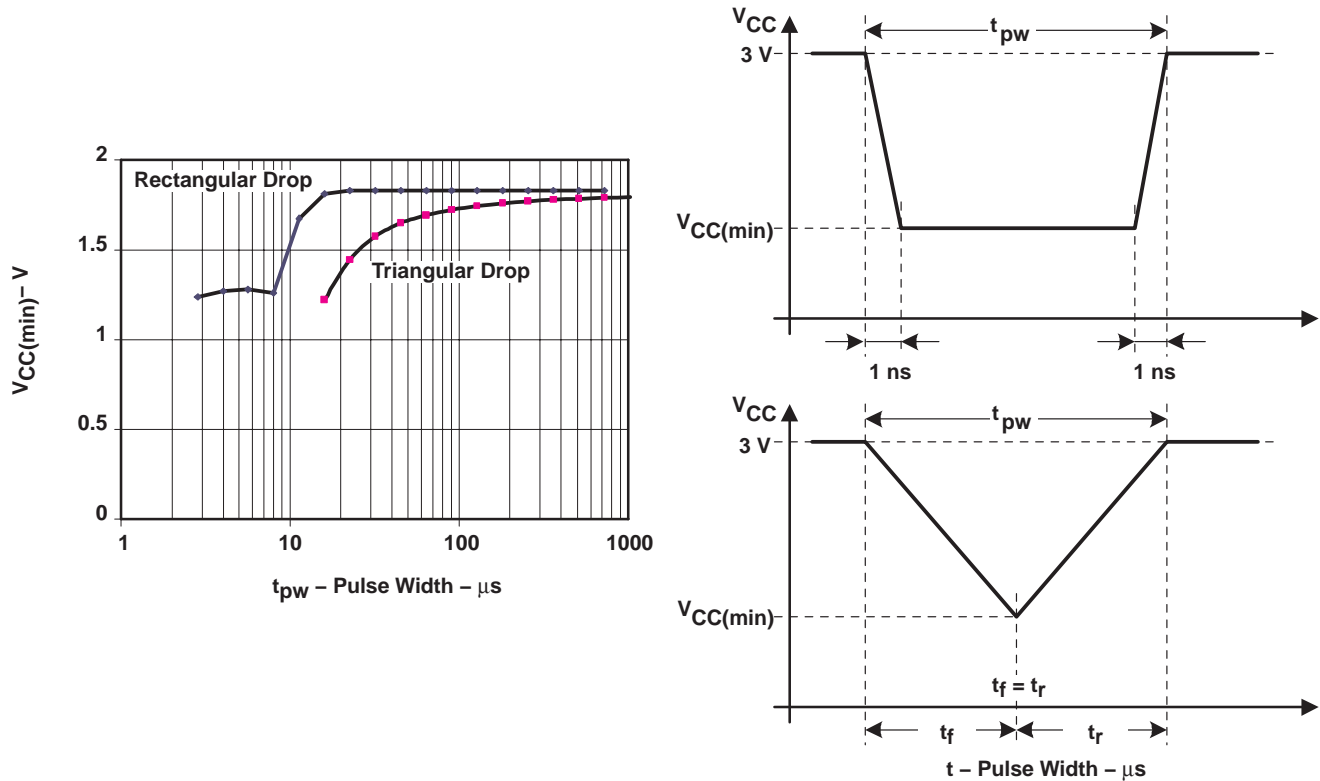 2
1.5
1
0.5
0
VCC(min)– V
Rectangular Drop
Triangular Drop
1
10
100
1000
tpw – Pulse Width – μs
VCC
3 V
tpw
VCC(min)
1 ns
1 ns
VCC
3 V
tpw
VCC(min)
tf = tr
tf
tr
t – Pulse Width – μs